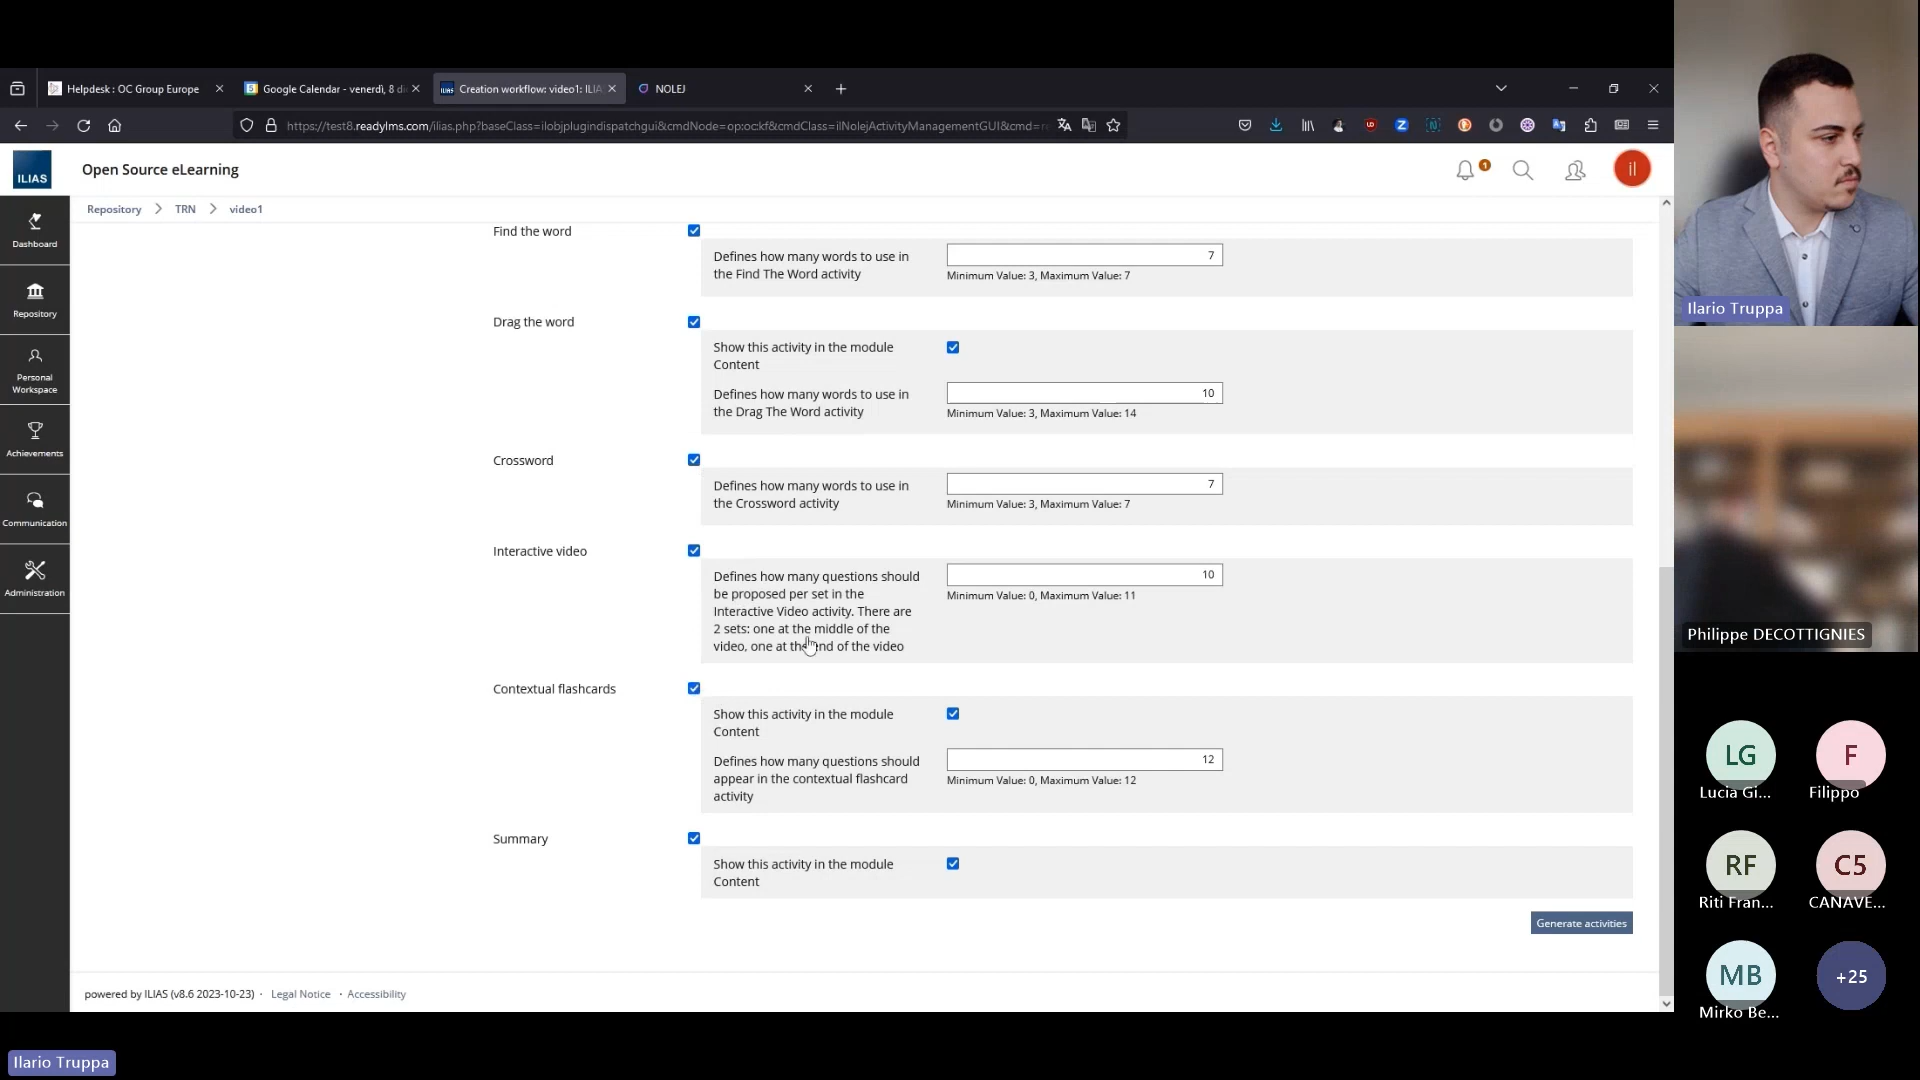 Helpdesk : OC Group Europe
Google Calendar - venerdì, 8 di
Creation workflow: video1: ILIA
NOLEJ
https://test8.readylms.com/ilias.php?baseClass=ilobjplugindispatchgui&cmdNode=op:oc:kf&cmdClass=ilNolejActivityManagementGUI&cmd=
ILIAS
Open Source eLearning
1
il
Repository
TRN
video1
Dashboard
Repository
Personal
Workspace
Achievements
Communication
Administration
Find the word
Defines how many words to use in
the Find The Word activity
7
Minimum Value: 3, Maximum Value: 7
Drag the word
Show this activity in the module
Content
Defines how many words to use in
the Drag The Word activity
10
Minimum Value: 3, Maximum Value: 14
Crossword
Defines how many words to use in
the Crossword activity
7
Minimum Value: 3, Maximum Value: 7
Interactive video
Defines how many questions should
be proposed per set in the
Interactive Video activity. There are
2 sets: one at the middle of the
video, one at the end of the video
10
Minimum Value: 0, Maximum Value: 11
Contextual flashcards
Show this activity in the module
Content
Defines how many questions should
appear in the contextual flashcard
activity
12
Minimum Value: 0, Maximum Value: 12
Summary
Show this activity in the module
Content
Generate activities
powered by ILIAS (v8.6 2023-10-23) · Legal Notice · Accessibility
Ilario Truppa
Philippe DECOTTIGNIES
LG
Lucia Gi...
F
Filippo
RF
Riti Fran...
C5
CANAVE...
MB
Mirko Be...
+25
Ilario Truppa